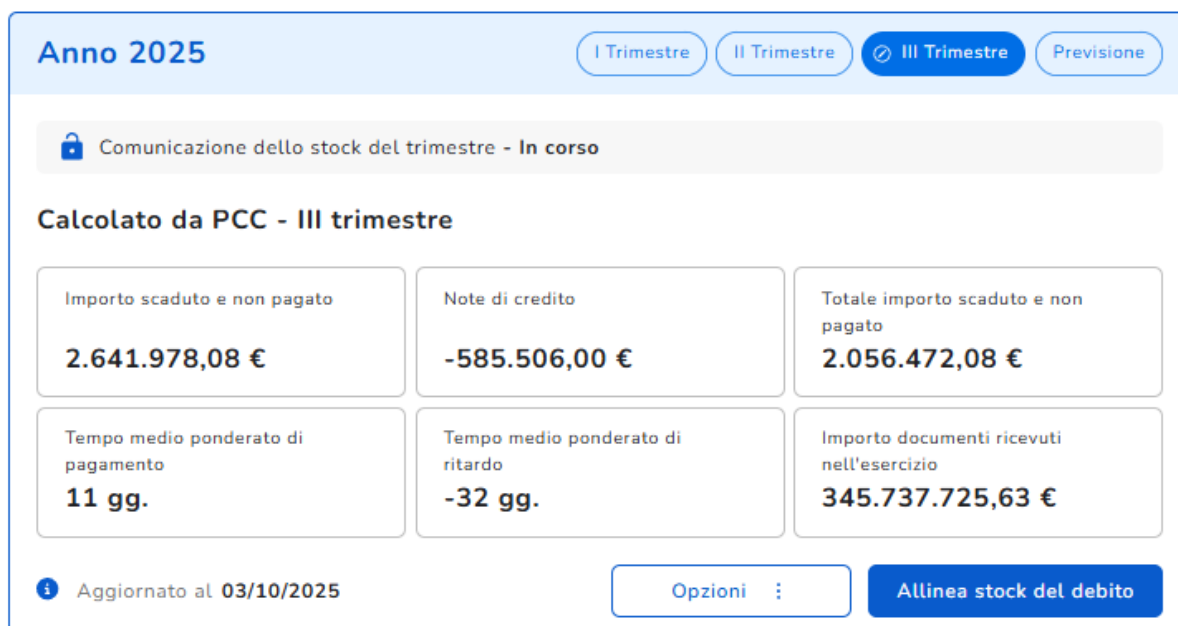 Anno 2025
I Trimestre
II Trimestre
III Trimestre
Previsione
Comunicazione dello stock del trimestre - In corso
Calcolato da PCC - III trimestre
Importo scaduto e non pagato
2.641.978,08 €
Note di credito
-585.506,00 €
Totale importo scaduto e non
pagato
2.056.472,08 €
Tempo medio ponderato di
pagamento
11 gg.
Tempo medio ponderato di
ritardo
-32 gg.
Importo documenti ricevuti
nell'esercizio
345.737.725,63 €
Aggiornato al 03/10/2025
Opzioni
Allinea stock del debito